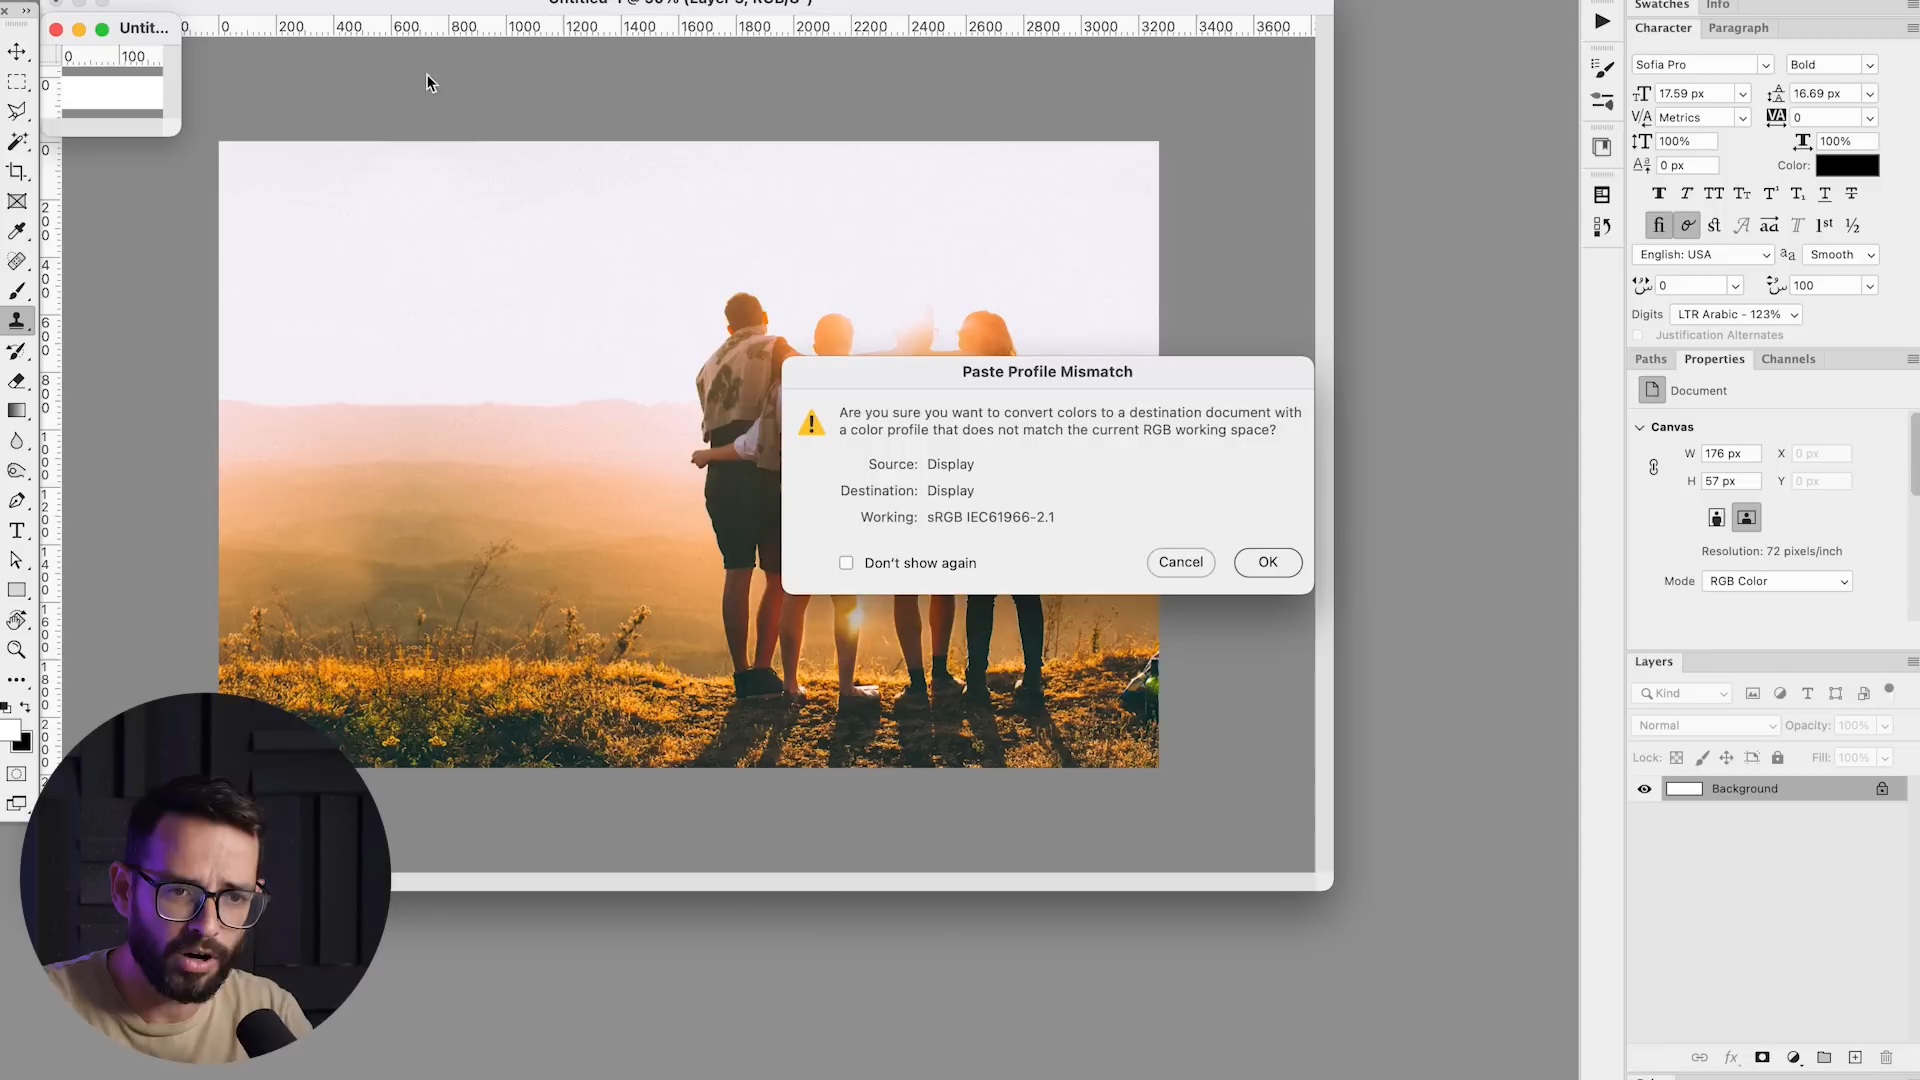 Untit...
0 200 400 600 800 1000 1200 1400 1600 1800 2000 2200 2400 2600 2800 3000 3200 3400 3600
0 100
Paste Profile Mismatch
Are you sure you want to convert colors to a destination document with
a color profile that does not match the current RGB working space?
Source: Display
Destination: Display
Working: sRGB IEC61966-2.1
Don't show again
Cancel
OK
Swatches Info
Character Paragraph
Sofia Pro Bold
17.59 px 16.69 px
Metrics 0
100% 100%
0 px Color:
English: USA Smooth
0 100
Digits LTR Arabic - 123%
Justification Alternates
Paths Properties Channels
Document
Canvas
W 176 px X 0 px
H 57 px Y 0 px
Resolution: 72 pixels/inch
Mode RGB Color
Layers
Kind
Normal Opacity: 100%
Lock: Fill: 100%
Background